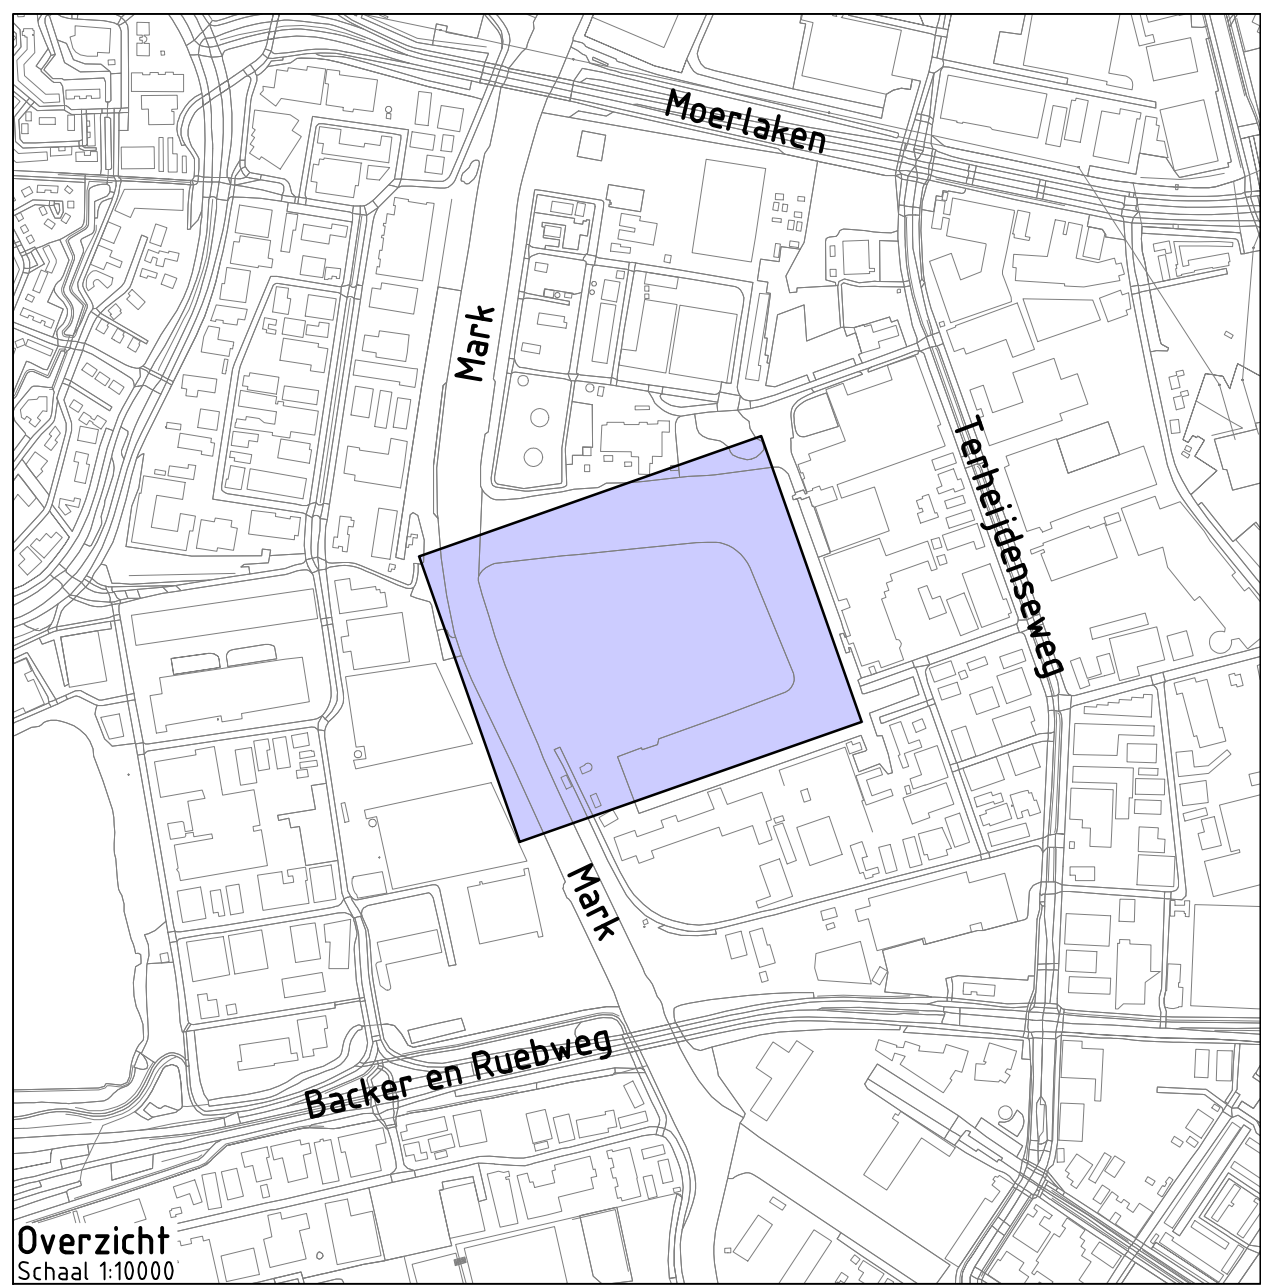 Moerlaken
Mark
Terheijdenseweg
Mark
Backer en Ruebweg
Overzicht
Schaal 1:10000